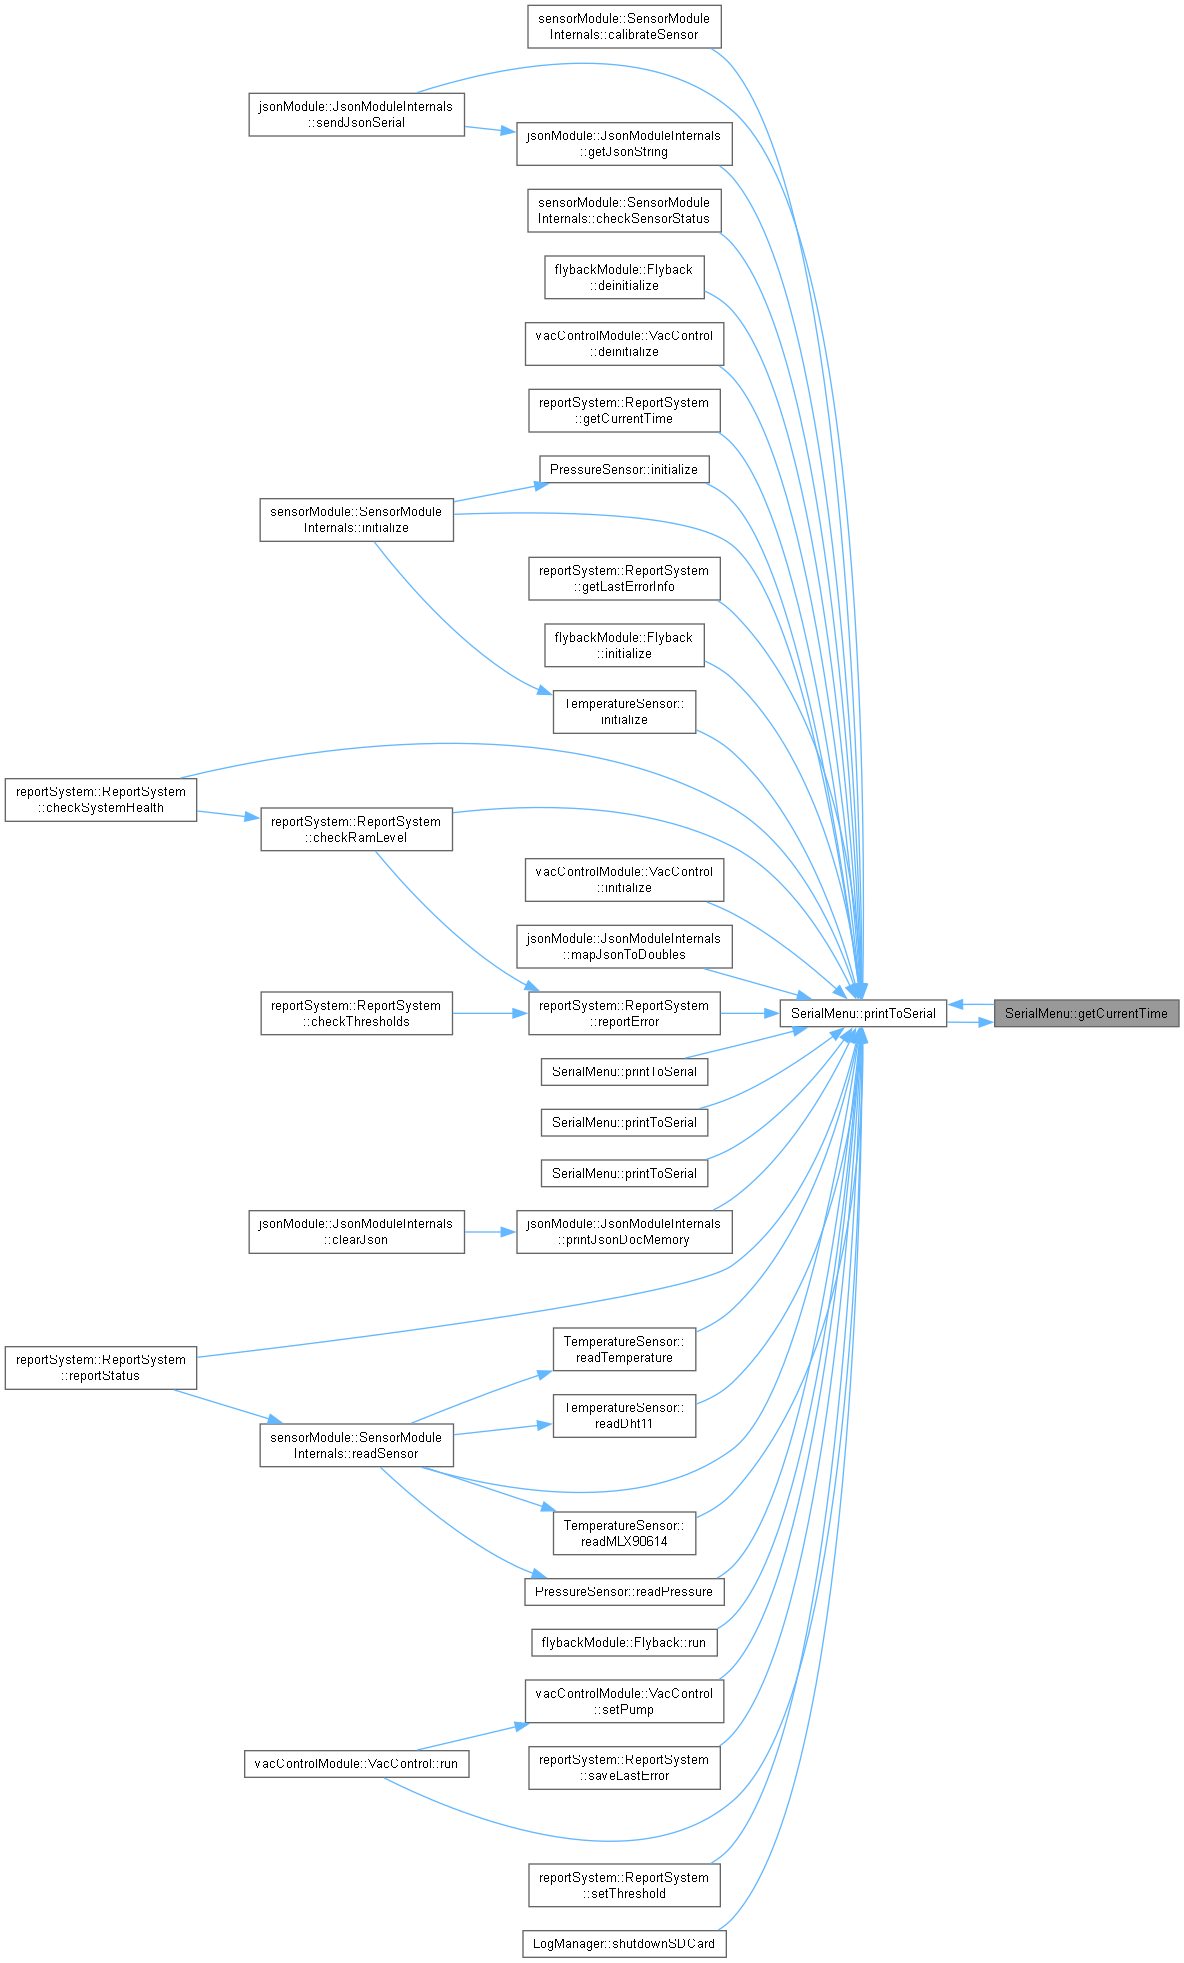 sensorModule::SensorModule
Internals::calibrateSensor
jsonModule::JsonModuleInternals
::sendJsonSerial
jsonModule::JsonModuleInternals
::getJsonString
sensorModule::SensorModule
Internals::checkSensorStatus
flybackModule::Flyback
::deinitialize
vacControlModule::VacControl
::deinitialize
reportSystem::ReportSystem
::getCurrentTime
PressureSensor::initialize
sensorModule::SensorModule
Internals::initialize
reportSystem::ReportSystem
::getLastErrorInfo
flybackModule::Flyback
::initialize
TemperatureSensor::
initialize
reportSystem::ReportSystem
::checkSystemHealth
reportSystem::ReportSystem
::checkRamLevel
vacControlModule::VacControl
::initialize
jsonModule::JsonModuleInternals
::mapJsonToDoubles
reportSystem::ReportSystem
::checkThresholds
reportSystem::ReportSystem
::reportError
SerialMenu::printToSerial
SerialMenu::getCurrentTime
SerialMenu::printToSerial
SerialMenu::printToSerial
SerialMenu::printToSerial
jsonModule::JsonModuleInternals
::clearJson
jsonModule::JsonModuleInternals
::printJsonDocMemory
TemperatureSensor::
readTemperature
reportSystem::ReportSystem
::reportStatus
TemperatureSensor::
readDht11
sensorModule::SensorModule
Internals::readSensor
TemperatureSensor::
readMLX90614
PressureSensor::readPressure
flybackModule::Flyback::run
vacControlModule::VacControl
::setPump
vacControlModule::VacControl::run
reportSystem::ReportSystem
::saveLastError
reportSystem::ReportSystem
::setThreshold
LogManager::shutdownSDCard